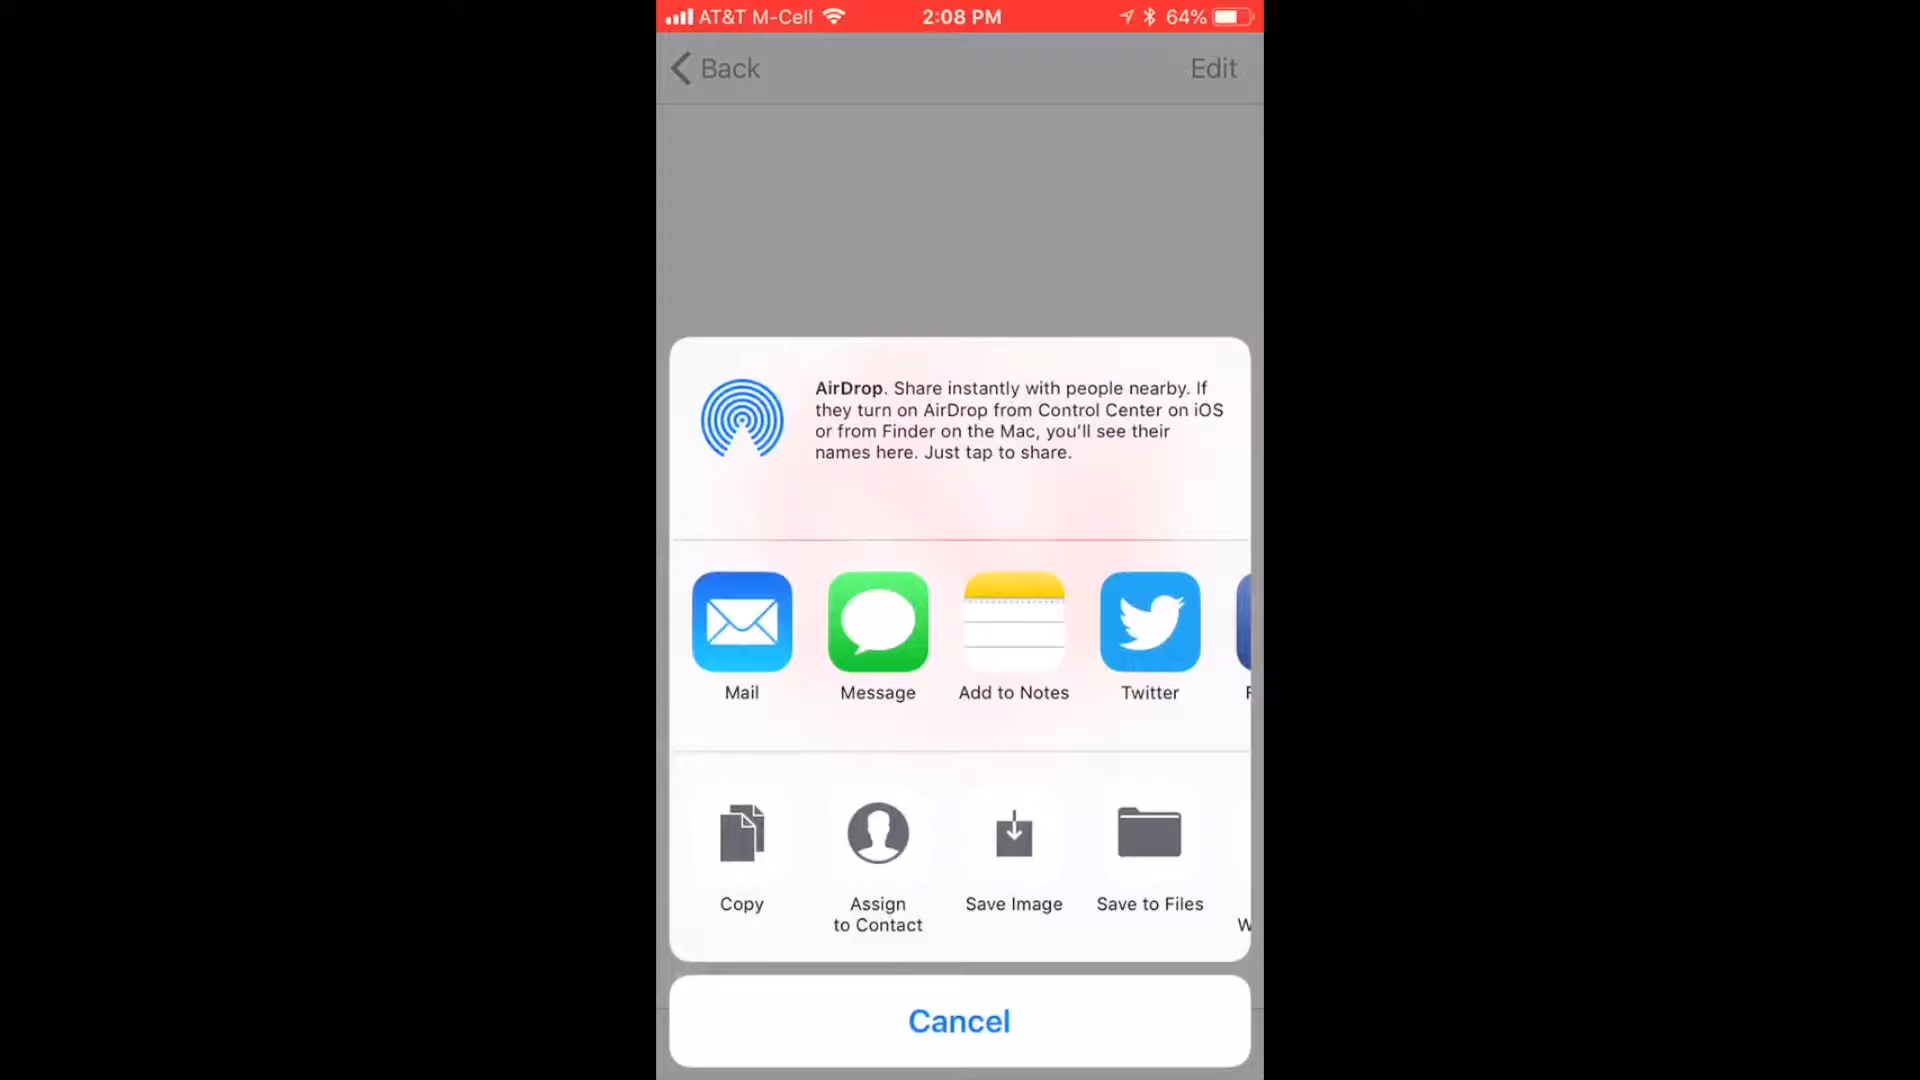 AT&T M-Cell 2:08 PM 64%
Back Edit
AirDrop. Share instantly with people nearby. If
they turn on AirDrop from Control Center on iOS
or from Finder on the Mac, you'll see their
names here. Just tap to share.
Mail Message Add to Notes Twitter
Copy Assign Save Image Save to Files
to Contact W
Cancel